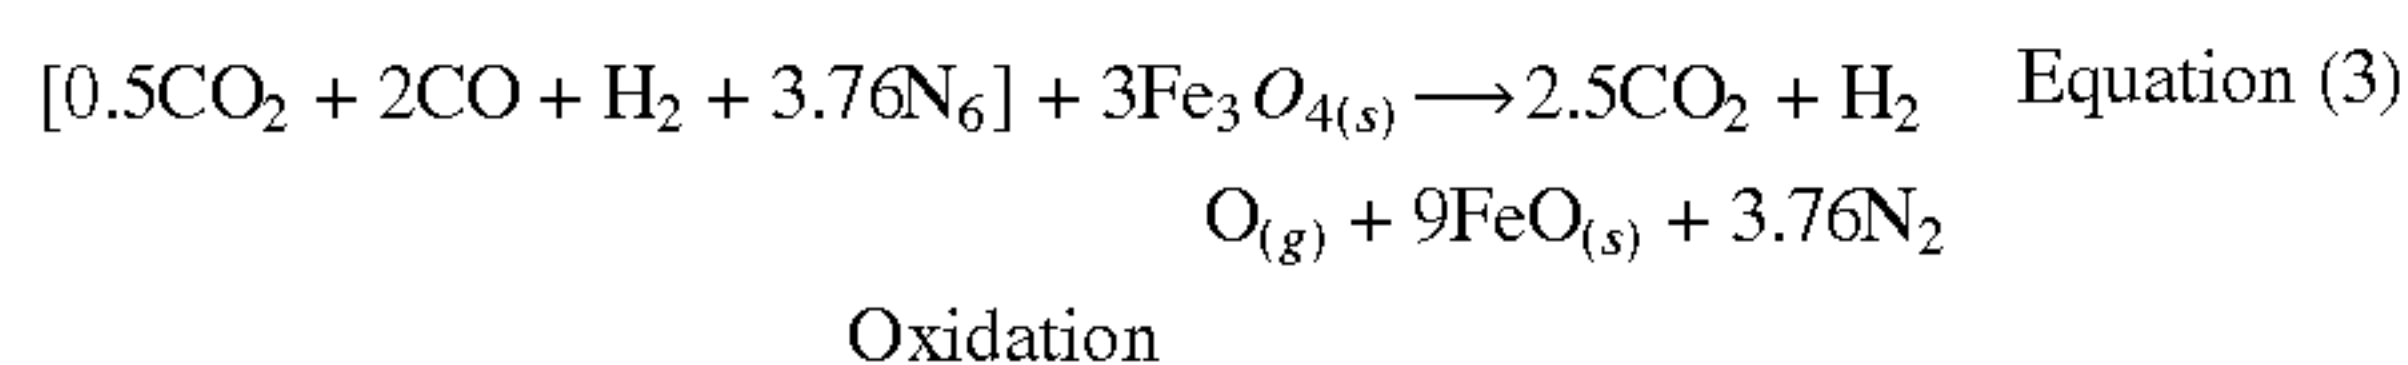 [0.5CO₂ + 2CO + H₂ + 3.76N₆] + 3Fe₃O₄₍ₛ₎ ⟶ 2.5CO₂ + H₂ Equation (3)
O₍g₎ + 9FeO₍ₛ₎ + 3.76N₂
Oxidation